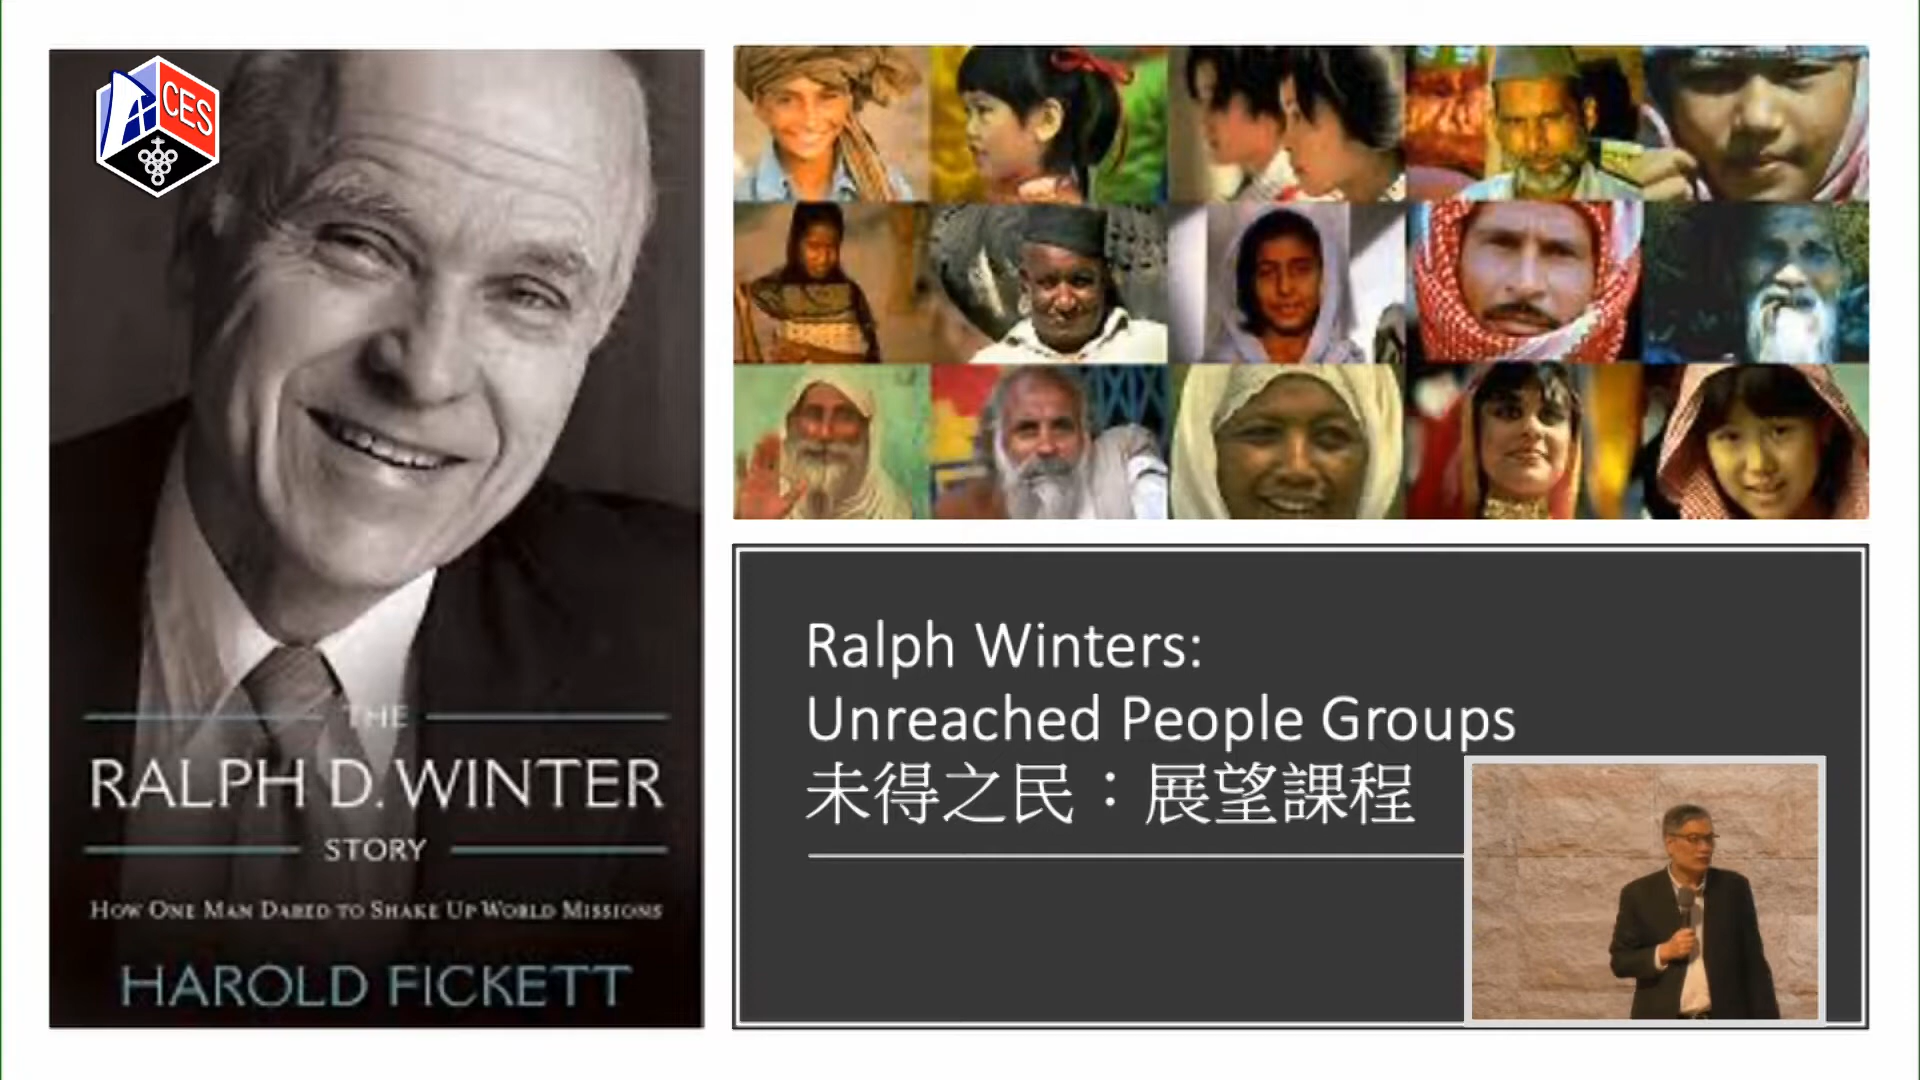 CES
THE
RALPH D. WINTER
STORY
HOW ONE MAN DARED TO SHAKE UP WORLD MISSIONS
HAROLD FICKETT
Ralph Winters:
Unreached People Groups
未得之民：展望課程